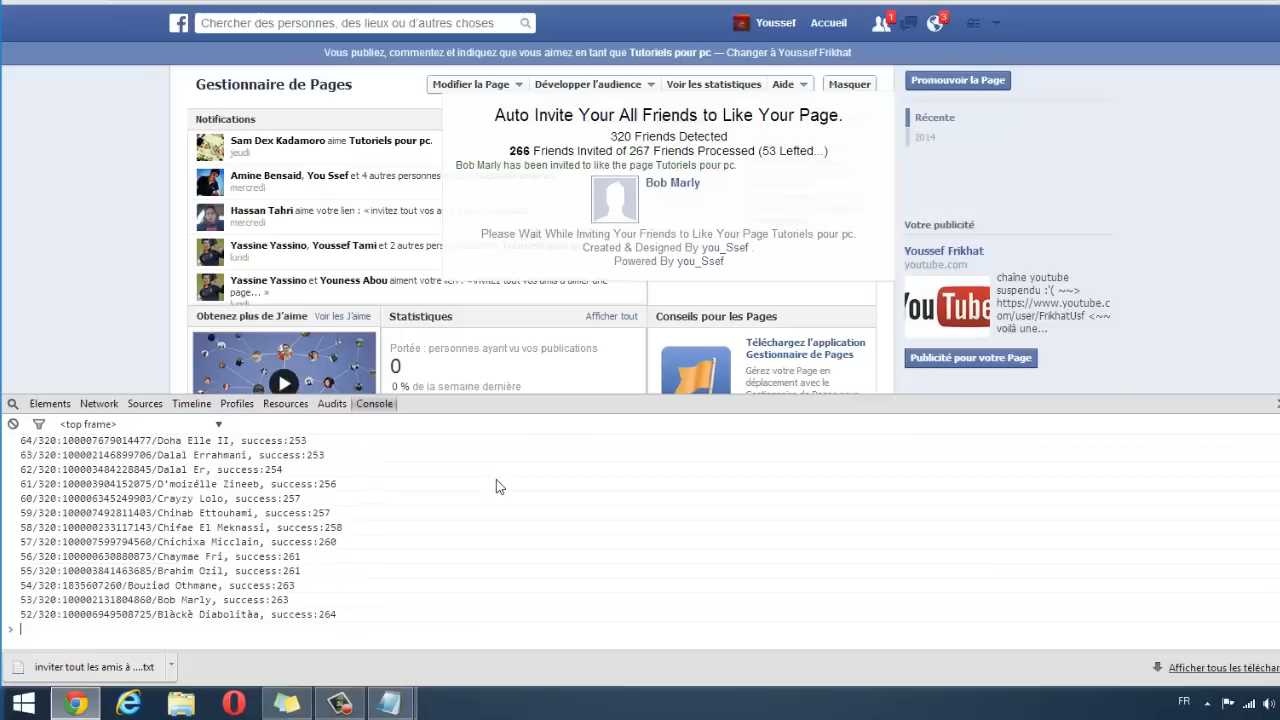 Chercher des personnes, des lieux ou d'autres choses
Youssef Accueil 1 3
Vous publiez, commentez et indiquez que vous aimez en tant que Tutoriels pour pc — Changer à Youssef Frikhat
Gestionnaire de Pages
Modifier la Page Développer l'audience Voir les statistiques Aide Masquer
Promouvoir la Page
Récente
2014
Notifications
Sam Dex Kadamoro aime Tutoriels pour pc.
jeudi
Amine Bensaid, You Ssef et 4 autres personnes
mercredi
Hassan Tahri aime votre lien : « invitez tout vos a
mercredi
Yassine Yassino, Youssef Tami et 2 autres pers
lundi
Yassine Yassino et Youness Abou aiment votre lien : «invitez tout vos amis à aimer une
page... »
lundi
Auto Invite Your All Friends to Like Your Page.
320 Friends Detected
266 Friends Invited of 267 Friends Processed (53 Lefted...)
Bob Marly has been invited to like the page Tutoriels pour pc.
Bob Marly
Please Wait While Inviting Your Friends to Like Your Page Tutoriels pour pc.
Created & Designed By you_Ssef .
Powered By you_Ssef
Votre publicité
Youssef Frikhat
youtube.com
You Tube
chaîne youtube
suspendu :'( ~~>
https://www.youtube.c
om/user/FrikhatUsf <~~
voilà une...
Publicité pour votre Page
Obtenez plus de J'aime Voir les J'aime
Statistiques Afficher tout
Portée : personnes ayant vu vos publications
0
0 % de la semaine dernière
Conseils pour les Pages
Téléchargez l'application
Gestionnaire de Pages
Gérez votre Page en
déplacement avec le
Elements Network Sources Timeline Profiles Resources Audits Console
<top frame>
64/320:100007679014477/Doha Elle II, success:253
63/320:100002146899706/Dalal Errahmani, success:253
62/320:100003484228845/Dalal Er, success:254
61/320:100003904152075/D'moizélle Zineeb, success:256
60/320:100006345249903/Crayzy Lolo, success:257
59/320:100007492811403/Chihab Ettouhami, success:257
58/320:100000233117143/Chifae El Meknassi, success:258
57/320:100007599794560/Chichixa Micclain, success:260
56/320:100000630880873/Chaymae Fri, success:261
55/320:100003841463685/Brahim Ozil, success:261
54/320:1835607260/Bouziad Othmane, success:263
53/320:100002131804860/Bob Marly, success:263
52/320:100006949508725/Blàckè Diabolitàa, success:264
>
inviter tout les amis à ....txt
Afficher tous les téléchar
FR